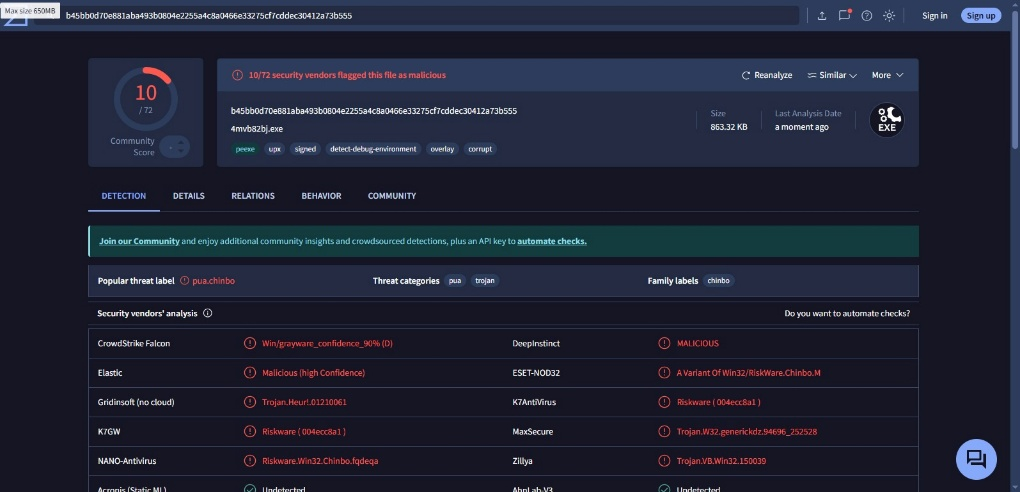 Max size 650MB
b45bb0d70e881aba493b0804e2255a4c8a0466e33275cf7cddec30412a73b555
Sign in
Sign up
10
/ 72
Community
Score
-
10/72 security vendors flagged this file as malicious
Reanalyze
Similar
More
b45bb0d70e881aba493b0804e2255a4c8a0466e33275cf7cddec30412a73b555
4mvb82bj.exe
peexe
upx
signed
detect-debug-environment
overlay
corrupt
Size
863.32 KB
Last Analysis Date
a moment ago
EXE
DETECTION
DETAILS
RELATIONS
BEHAVIOR
COMMUNITY
Join our Community and enjoy additional community insights and crowdsourced detections, plus an API key to automate checks.
Popular threat label
pua.chinbo
Threat categories
pua
trojan
Family labels
chinbo
Security vendors' analysis
Do you want to automate checks?
CrowdStrike Falcon
Win/grayware_confidence_90% (D)
DeepInstinct
MALICIOUS
Elastic
Malicious (high Confidence)
ESET-NOD32
A Variant Of Win32/RiskWare.Chinbo.M
Gridinsoft (no cloud)
Trojan.Heur!.01210061
K7AntiVirus
Riskware ( 004ecc8a1 )
K7GW
Riskware ( 004ecc8a1 )
MaxSecure
Trojan.W32.generickdz.94696_252528
NANO-Antivirus
Riskware.Win32.Chinbo.fqdeqa
Zillya
Trojan.VB.Win32.150039
Acronis (Static ML)
Undetected
AhnLab-V3
Undetected